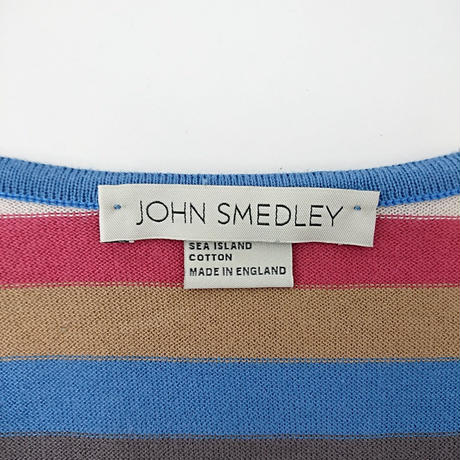 JOHN SMEDLEY
SEA ISLAND
COTTON
MADE IN ENGLAND